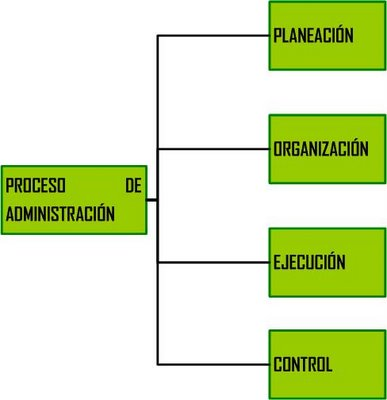 PLANEACIÓN
ORGANIZACIÓN
PROCESO DE
ADMINISTRACIÓN
EJECUCIÓN
CONTROL